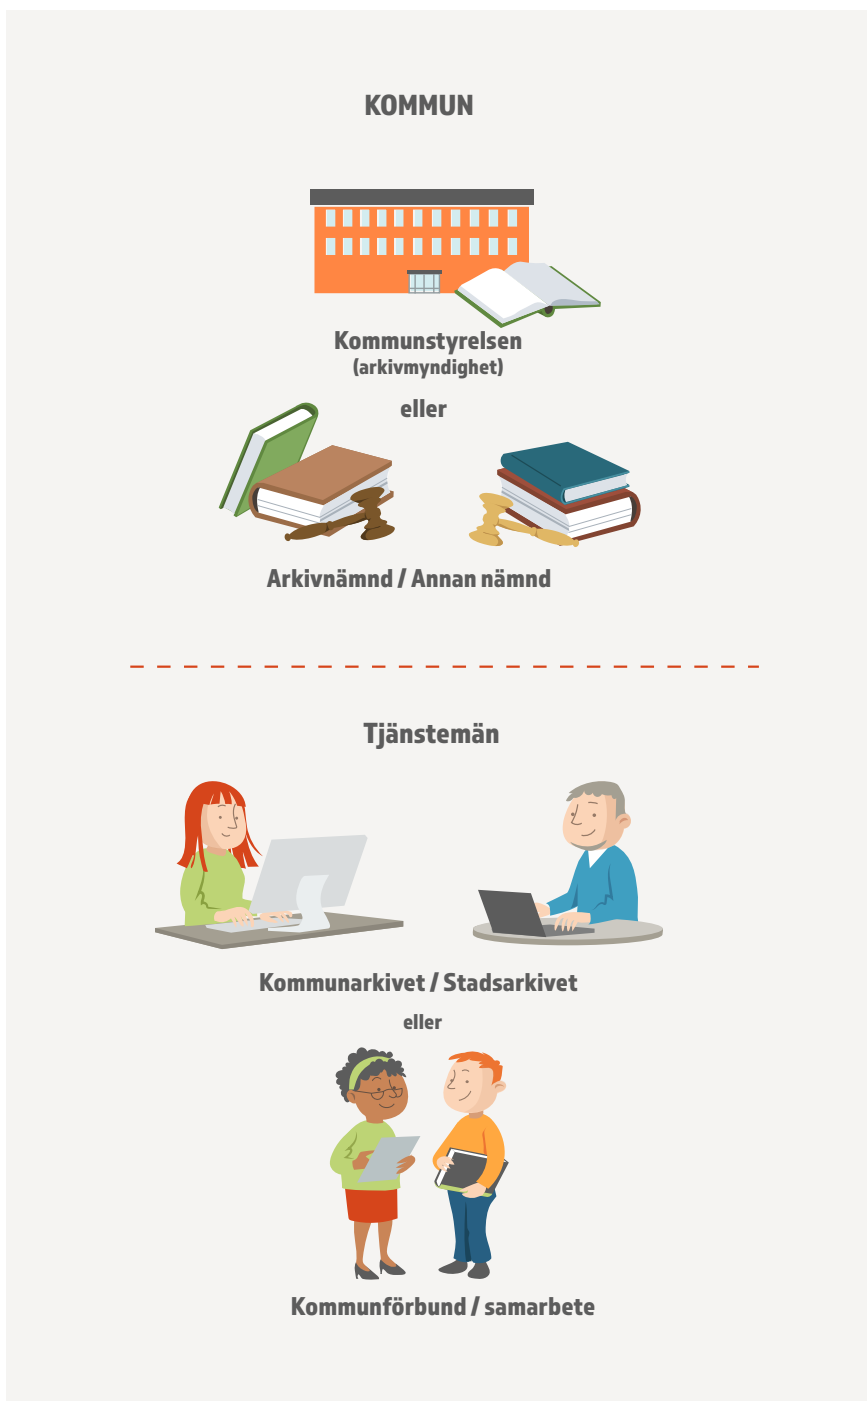 KOMMUN
Kommunstyrelsen
(arkivmyndighet)
eller
Arkivnämnd / Annan nämnd
Tjänstemän
Kommunarkivet / Stadsarkivet
eller
Kommunförbund / samarbete